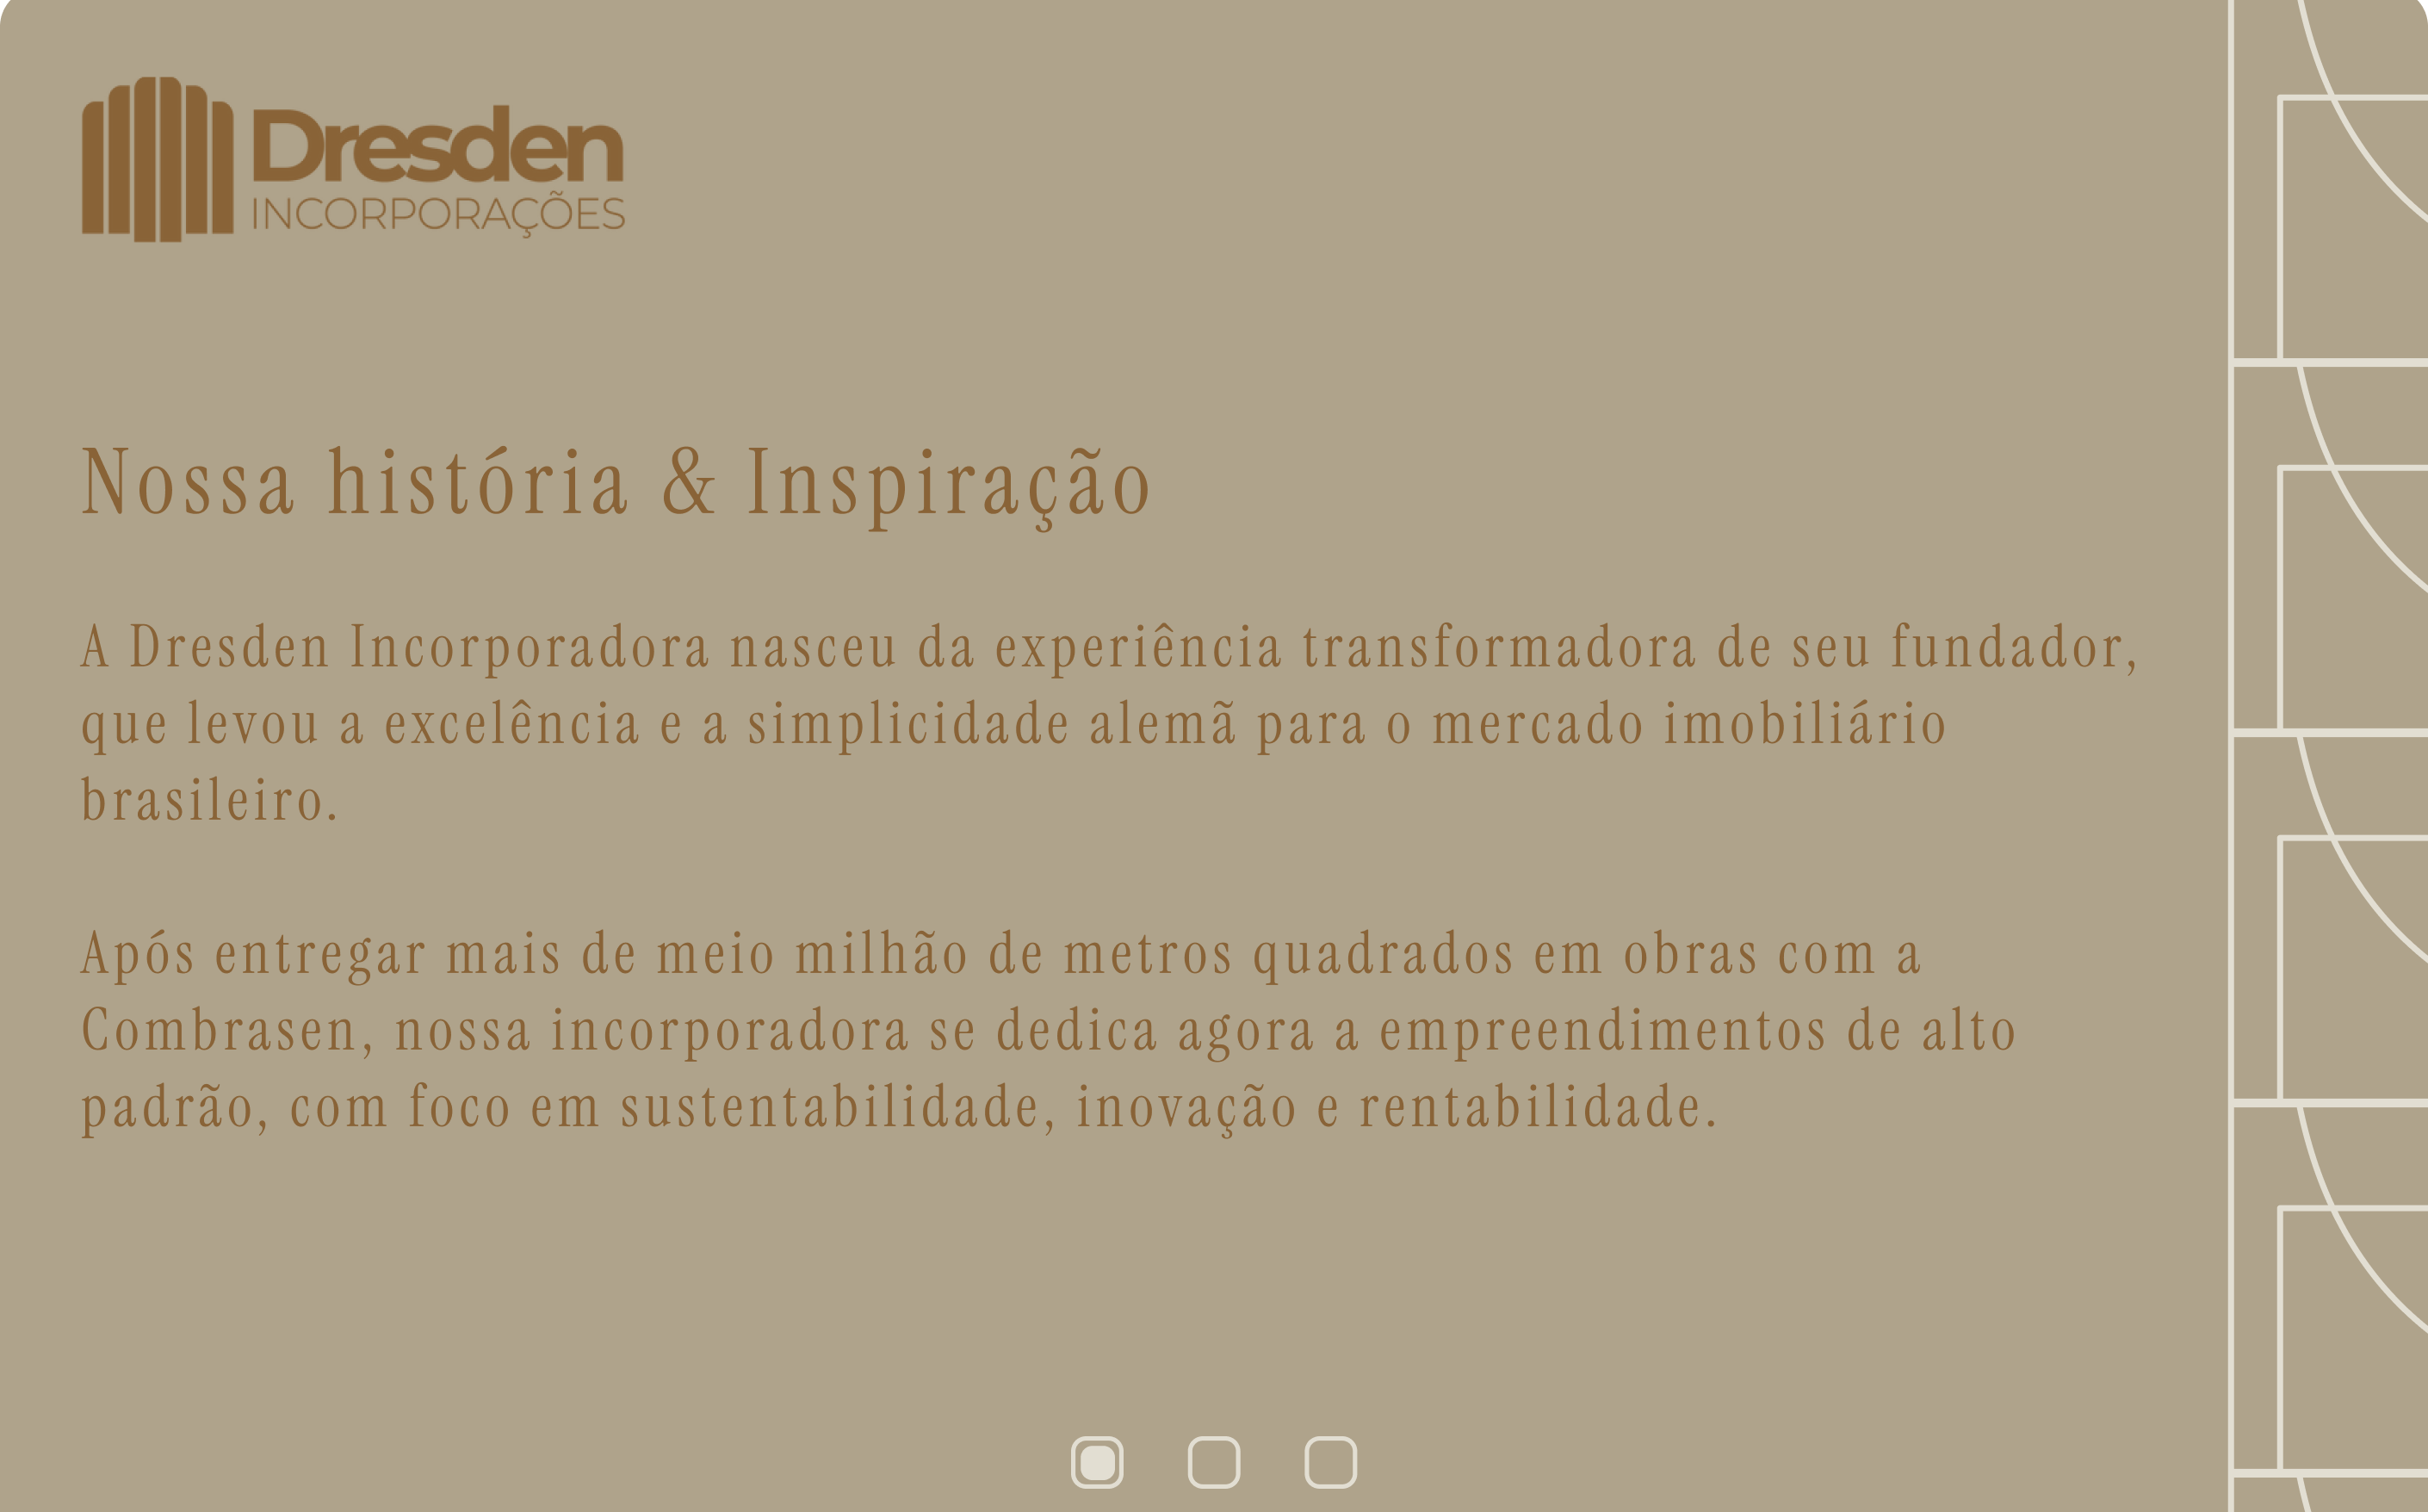 Dresden
INCORPORAÇÕES
Nossa história & Inspiração
A Dresden Incorporadora nasceu da experiência transformadora de seu fundador,
que levou a excelência e a simplicidade alemã para o mercado imobiliário
brasileiro.
Após entregar mais de meio milhão de metros quadrados em obras com a
Combrasen, nossa incorporadora se dedica agora a empreendimentos de alto
padrão, com foco em sustentabilidade, inovação e rentabilidade.